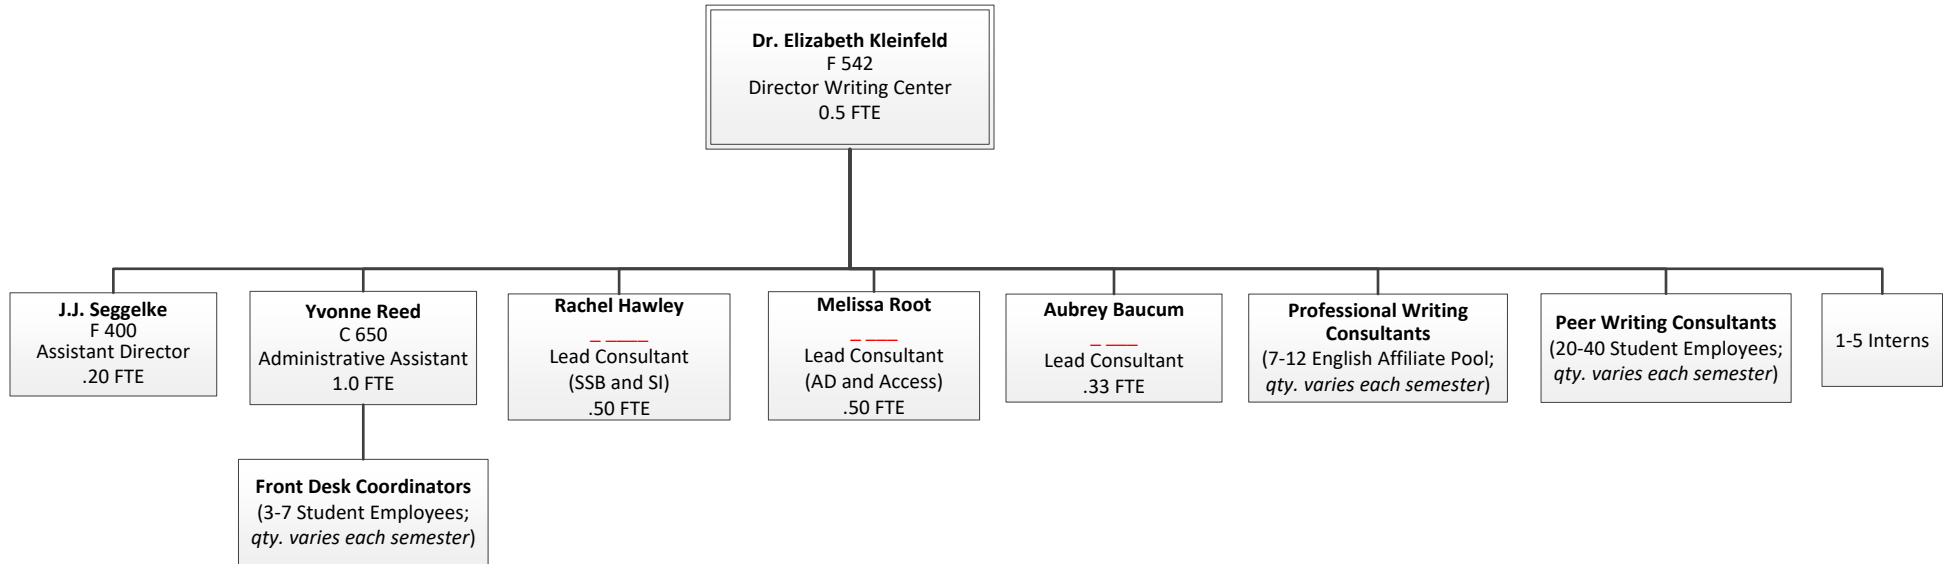 Dr. Elizabeth Kleinfeld
F 542
Director Writing Center
0.5 FTE
J.J. Seggelke
F 400
Assistant Director
.20 FTE
Yvonne Reed
C 650
Administrative Assistant
1.0 FTE
Rachel Hawley
_ ____
Lead Consultant
(SSB and SI)
.50 FTE
Melissa Root
_ ___
Lead Consultant
(AD and Access)
.50 FTE
Aubrey Baucum
_ ___
Lead Consultant
.33 FTE
Professional Writing
Consultants
(7-12 English Affiliate Pool;
qty. varies each semester)
Peer Writing Consultants
(20-40 Student Employees;
qty. varies each semester)
1-5 Interns
Front Desk Coordinators
(3-7 Student Employees;
qty. varies each semester)